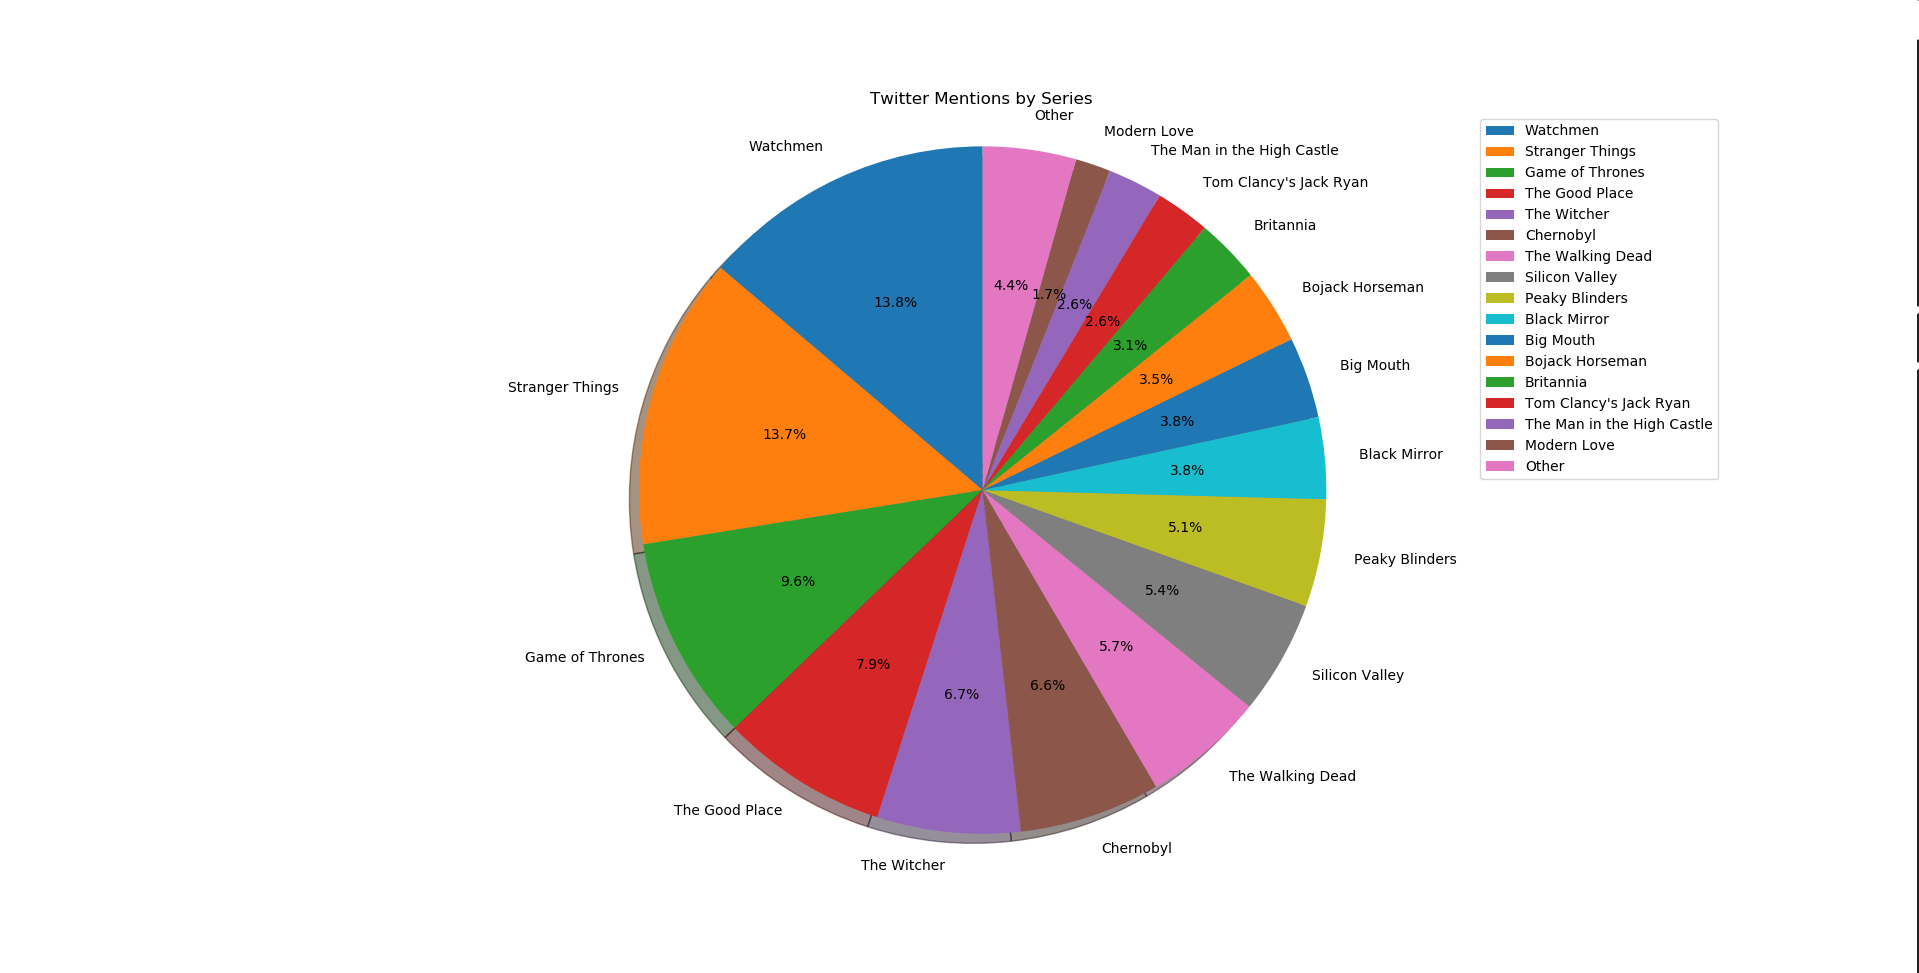 Twitter Mentions by Series
Other
Modern Love
The Man in the High Castle
Tom Clancy's Jack Ryan
Britannia
Bojack Horseman
Big Mouth
Black Mirror
Peaky Blinders
Silicon Valley
The Walking Dead
Chernobyl
The Witcher
The Good Place
Game of Thrones
Stranger Things
Watchmen
13.8%
13.7%
9.6%
7.9%
6.7%
6.6%
5.7%
5.4%
5.1%
3.8%
3.8%
3.5%
3.1%
2.6%
2.6%
1.7%
4.4%
Watchmen
Stranger Things
Game of Thrones
The Good Place
The Witcher
Chernobyl
The Walking Dead
Silicon Valley
Peaky Blinders
Black Mirror
Big Mouth
Bojack Horseman
Britannia
Tom Clancy's Jack Ryan
The Man in the High Castle
Modern Love
Other